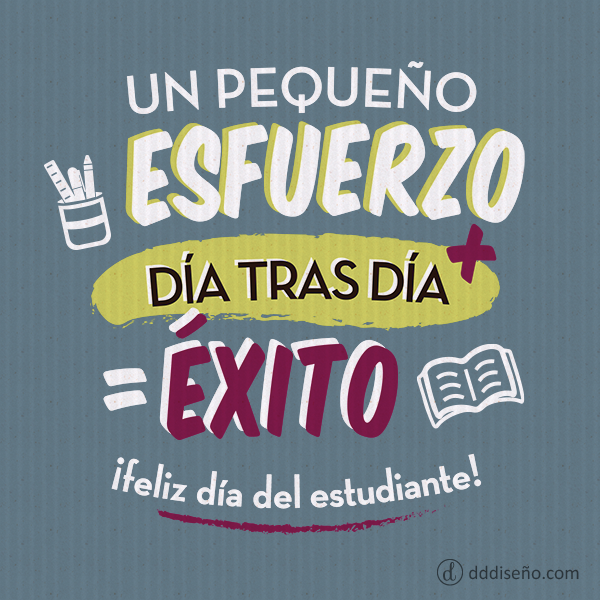 UN PEQUEÑO
ESFUERZO
+
DÍA TRAS DÍA
= ÉXITO
¡feliz día del estudiante!
d dddiseño.com